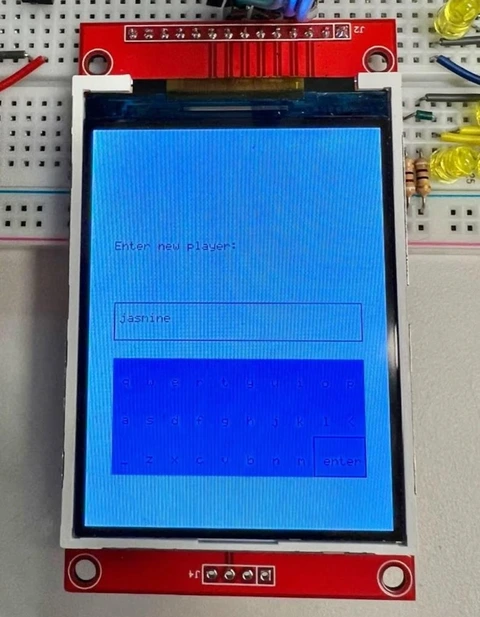 J2
Enter new player:
jasmine
q w e r t y u i o p
a s d f g h j k l <
_ z x c v b n m enter
J4